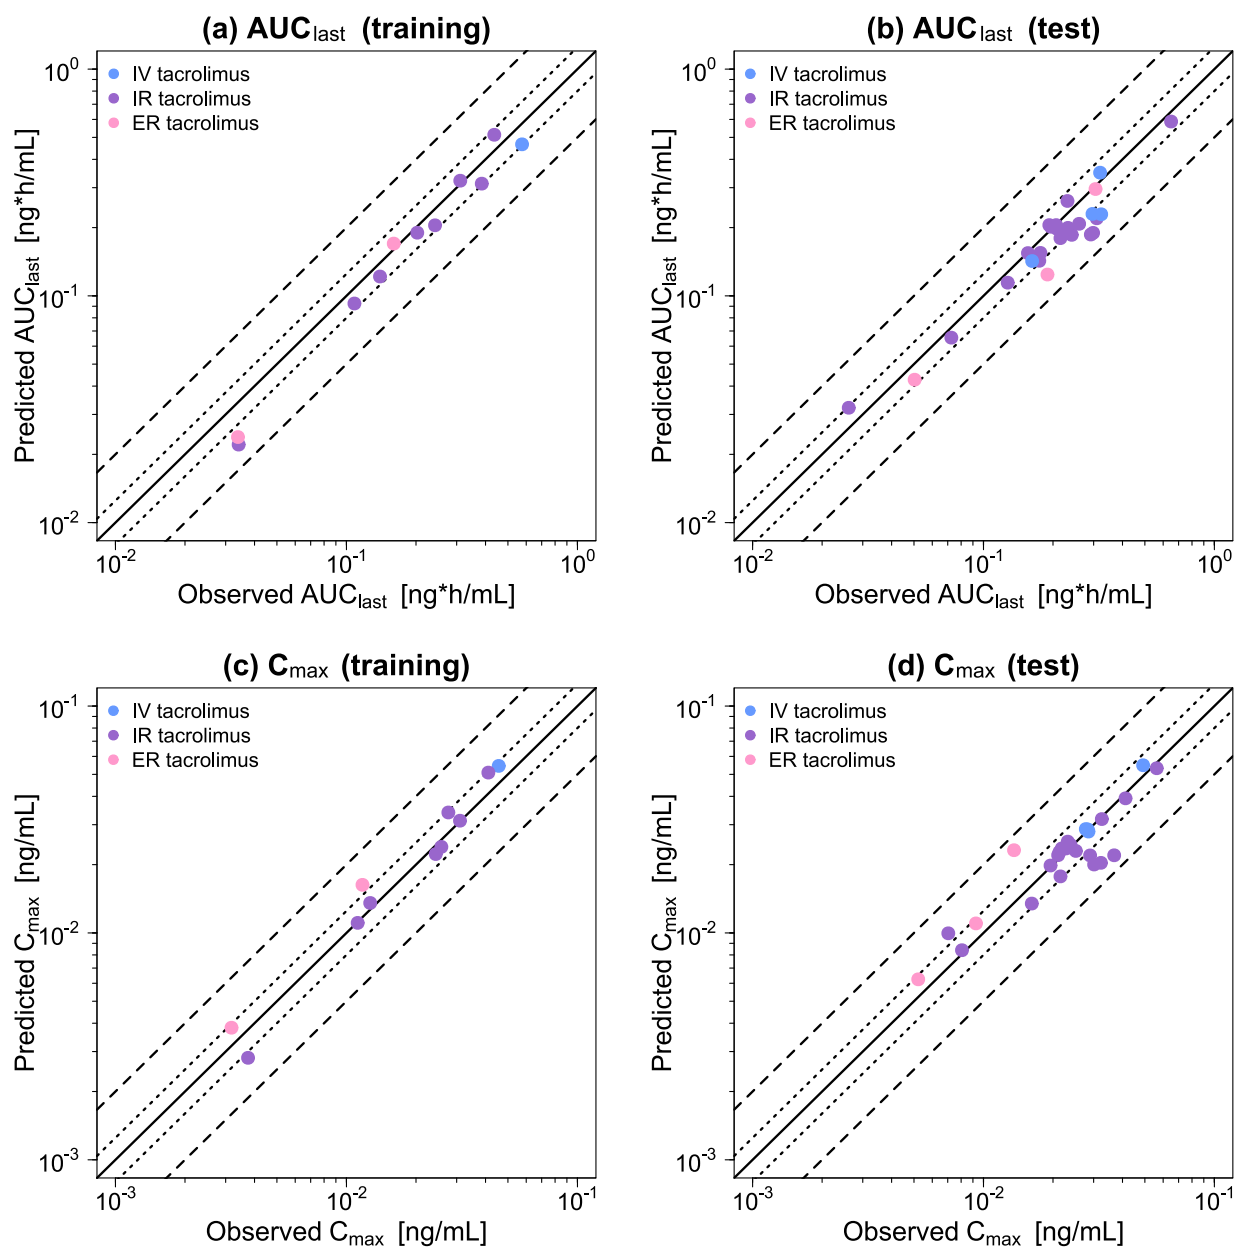 (a) AUClast (training)
IV tacrolimus
IR tacrolimus
ER tacrolimus
10^0
10^-1
10^-2
Predicted AUClast [ng*h/mL]
10^-2 10^-1 10^0
Observed AUClast [ng*h/mL]
(b) AUClast (test)
IV tacrolimus
IR tacrolimus
ER tacrolimus
10^0
10^-1
10^-2
Predicted AUClast [ng*h/mL]
10^-2 10^-1 10^0
Observed AUClast [ng*h/mL]
(c) Cmax (training)
IV tacrolimus
IR tacrolimus
ER tacrolimus
10^-1
10^-2
10^-3
Predicted Cmax [ng/mL]
10^-3 10^-2 10^-1
Observed Cmax [ng/mL]
(d) Cmax (test)
IV tacrolimus
IR tacrolimus
ER tacrolimus
10^-1
10^-2
10^-3
Predicted Cmax [ng/mL]
10^-3 10^-2 10^-1
Observed Cmax [ng/mL]